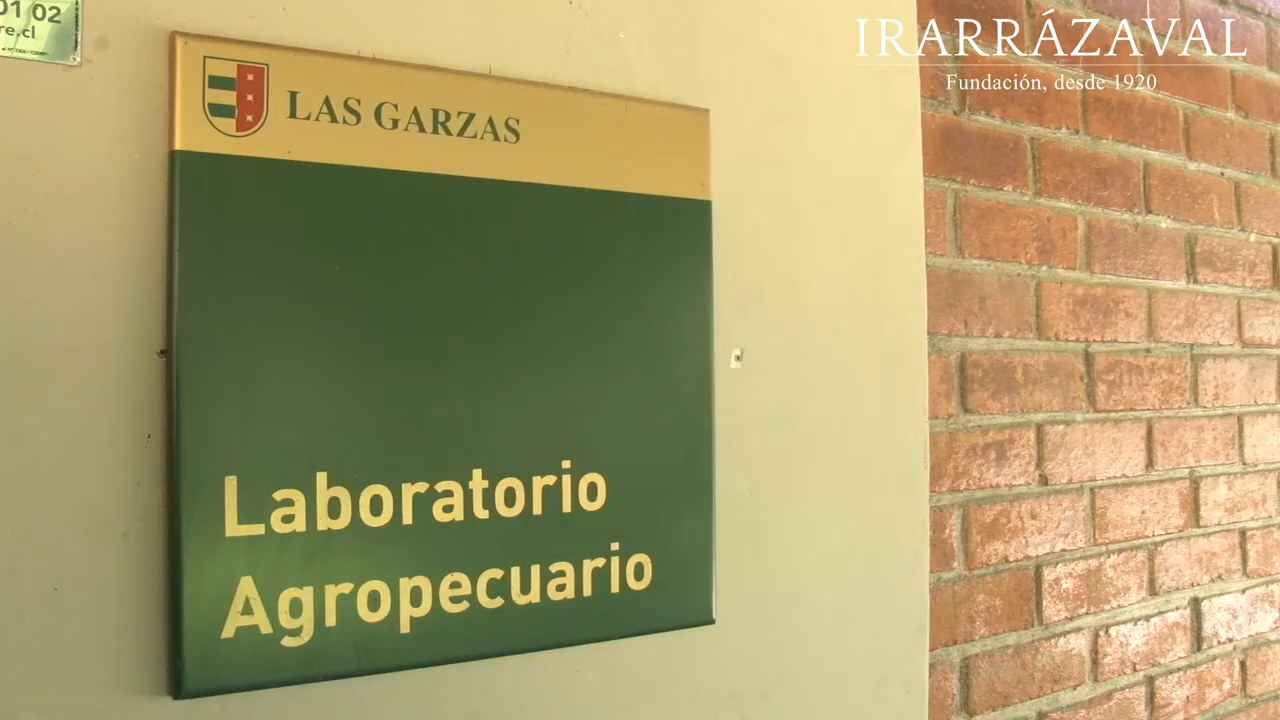 01 02
re.cl
LAS GARZAS
Laboratorio
Agropecuario
IRARRÁZAVAL
Fundación, desde 1920